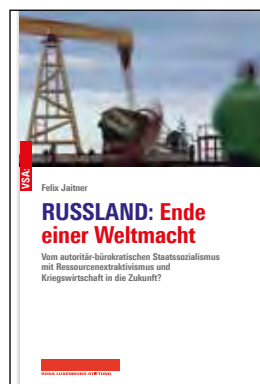 VSA:
Felix Jaitner
RUSSLAND: Ende
einer Weltmacht
Vom autoritär-bürokratischen Staatssozialismus
mit Ressourcenextraktivismus und
Kriegswirtschaft in die Zukunft?
ROSA LUXEMBURG STIFTUNG